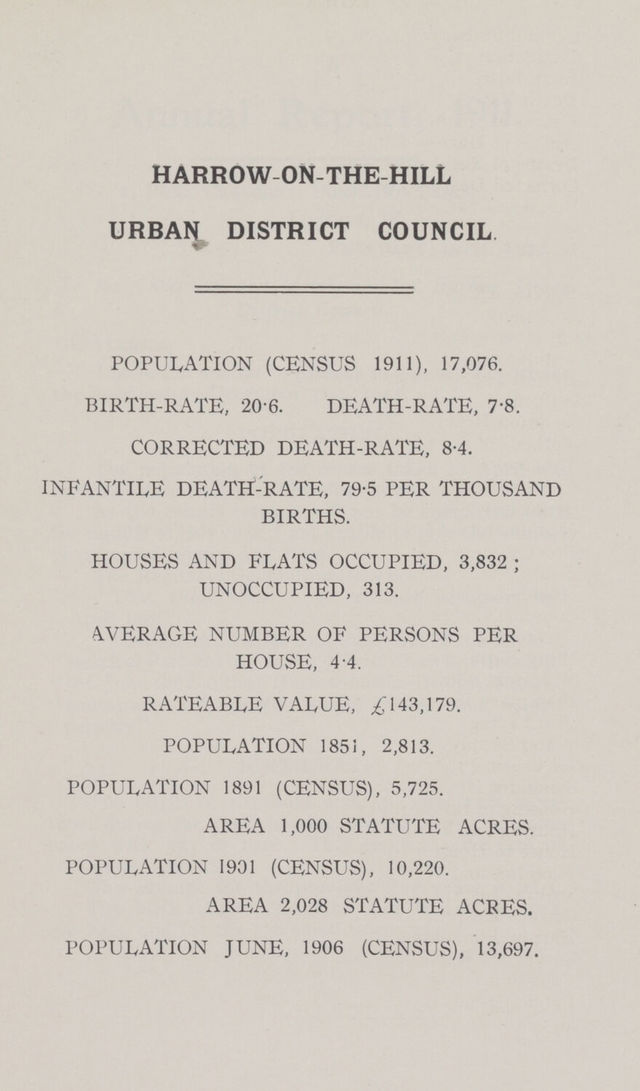 HARROW-ON-THE-HILL
URBAN DISTRICT COUNCIL.
POPULATION (CENSUS 1911), 17,076.
BIRTH-RATE, 20·6. DEATH-RATE, 7·8.
CORRECTED DEATH-RATE, 8·4.
INFANTILE DEATH-RATE, 79·5 PER THOUSAND
BIRTHS.
HOUSES AND FLATS OCCUPIED, 3,832 ;
UNOCCUPIED, 313.
AVERAGE NUMBER OF PERSONS PER
HOUSE, 4·4.
RATEABLE VALUE, £143,179.
POPULATION 1851, 2,813.
POPULATION 1891 (CENSUS), 5,725.
AREA 1,000 STATUTE ACRES.
POPULATION 1901 (CENSUS), 10,220.
AREA 2,028 STATUTE ACRES.
POPULATION JUNE, 1906 (CENSUS), 13,697.